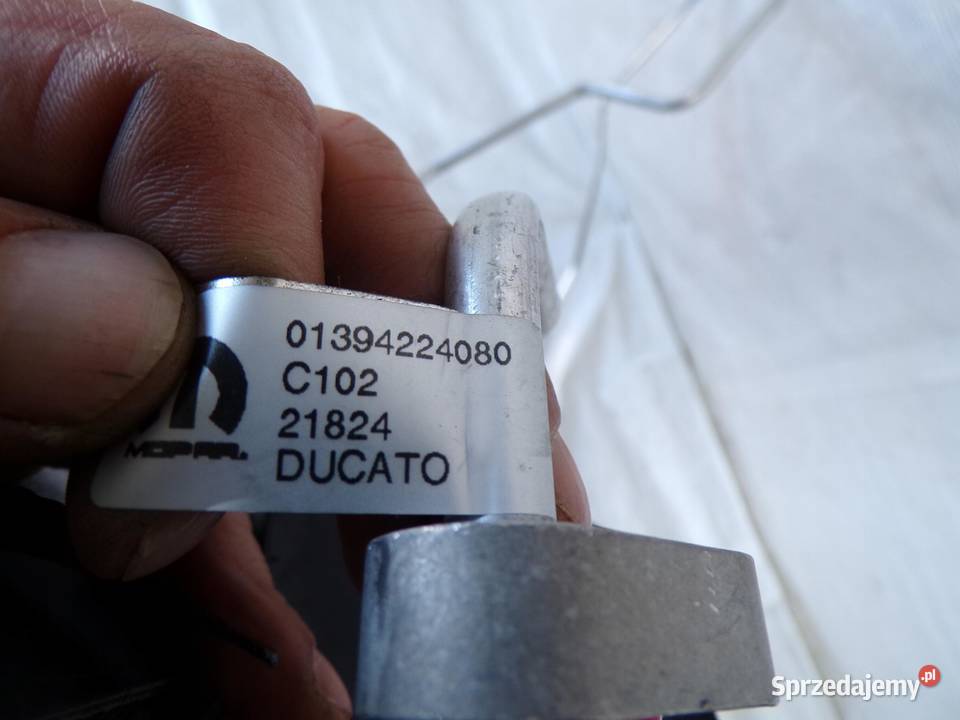 01394224080
C102
21824
DUCATO
MOPAR.
Sprzedajemy.pl